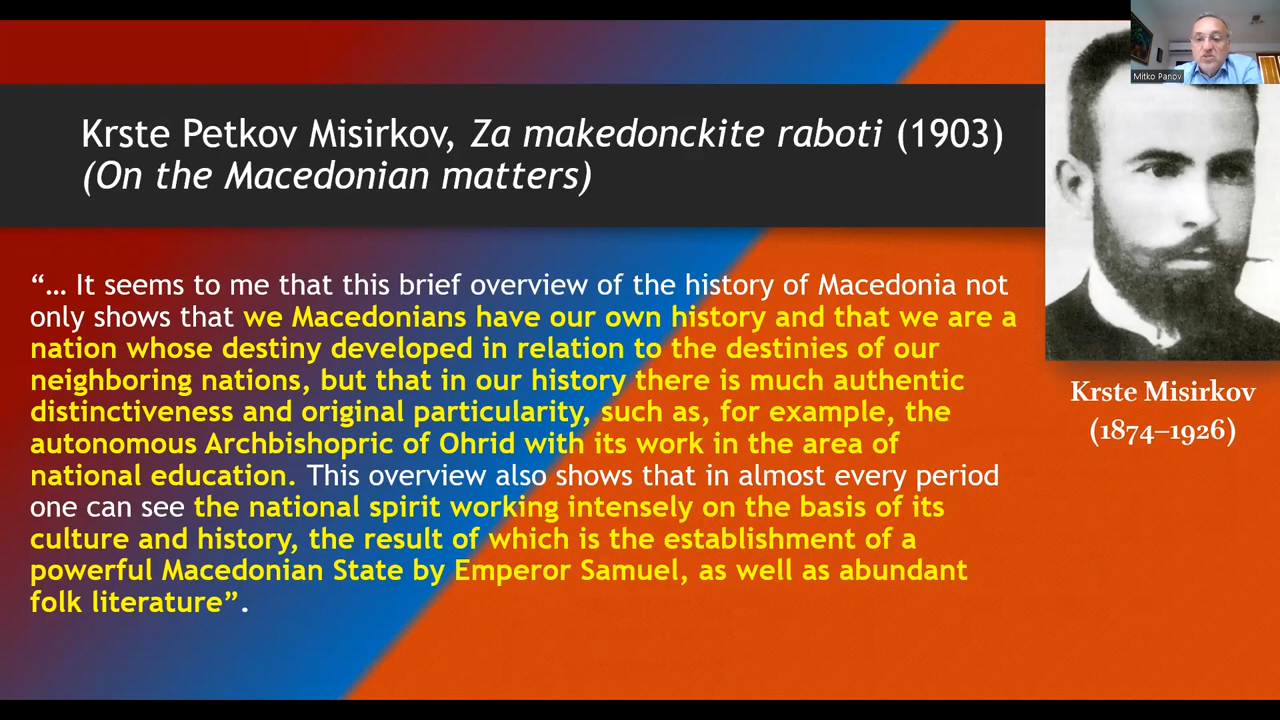 Mitko Panov
Krste Petkov Misirkov, Za makedonckite raboti (1903)
(On the Macedonian matters)
“… It seems to me that this brief overview of the history of Macedonia not
only shows that we Macedonians have our own history and that we are a
nation whose destiny developed in relation to the destinies of our
neighboring nations, but that in our history there is much authentic
distinctiveness and original particularity, such as, for example, the
autonomous Archbishopric of Ohrid with its work in the area of
national education. This overview also shows that in almost every period
one can see the national spirit working intensely on the basis of its
culture and history, the result of which is the establishment of a
powerful Macedonian State by Emperor Samuel, as well as abundant
folk literature”.
Krste Misirkov
(1874–1926)